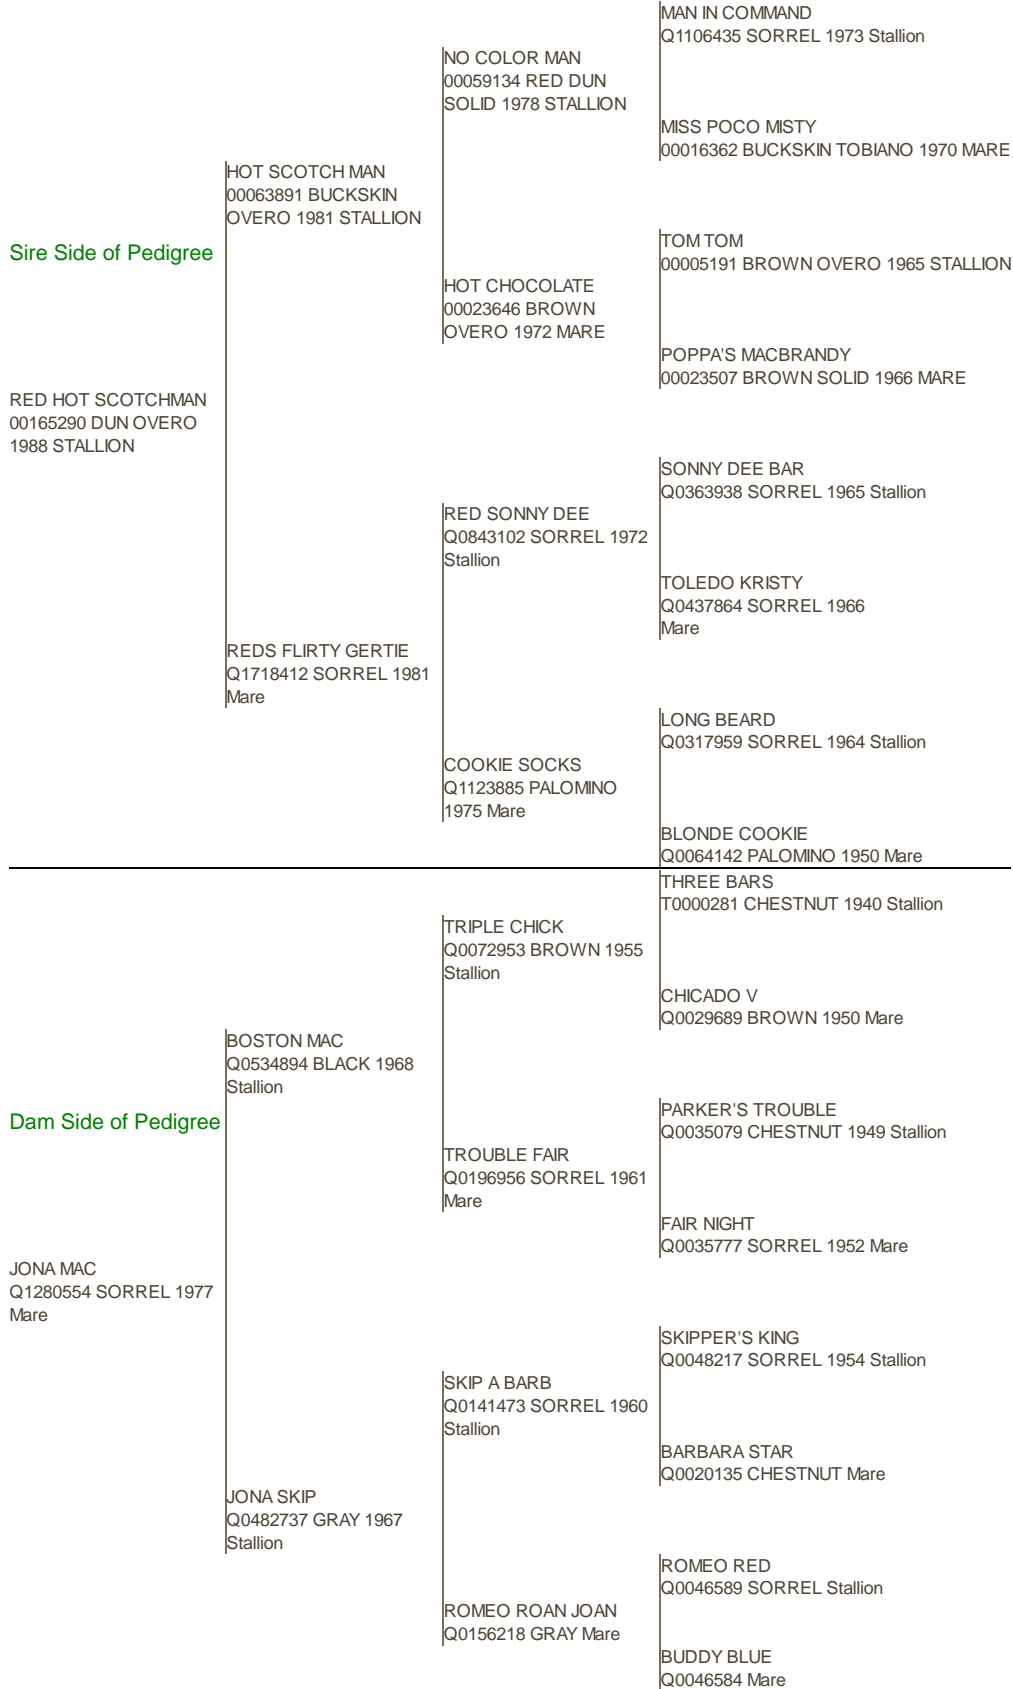 MAN IN COMMAND
Q1106435 SORREL 1973 Stallion
NO COLOR MAN
00059134 RED DUN
SOLID 1978 STALLION
MISS POCO MISTY
00016362 BUCKSKIN TOBIANO 1970 MARE
HOT SCOTCH MAN
00063891 BUCKSKIN
OVERO 1981 STALLION
Sire Side of Pedigree
TOM TOM
00005191 BROWN OVERO 1965 STALLION
HOT CHOCOLATE
00023646 BROWN
OVERO 1972 MARE
POPPA'S MACBRANDY
00023507 BROWN SOLID 1966 MARE
RED HOT SCOTCHMAN
00165290 DUN OVERO
1988 STALLION
SONNY DEE BAR
Q0363938 SORREL 1965 Stallion
RED SONNY DEE
Q0843102 SORREL 1972
Stallion
TOLEDO KRISTY
Q0437864 SORREL 1966
Mare
REDS FLIRTY GERTIE
Q1718412 SORREL 1981
Mare
LONG BEARD
Q0317959 SORREL 1964 Stallion
COOKIE SOCKS
Q1123885 PALOMINO
1975 Mare
BLONDE COOKIE
Q0064142 PALOMINO 1950 Mare
THREE BARS
T0000281 CHESTNUT 1940 Stallion
TRIPLE CHICK
Q0072953 BROWN 1955
Stallion
CHICADO V
Q0029689 BROWN 1950 Mare
BOSTON MAC
Q0534894 BLACK 1968
Stallion
Dam Side of Pedigree
PARKER'S TROUBLE
Q0035079 CHESTNUT 1949 Stallion
TROUBLE FAIR
Q0196956 SORREL 1961
Mare
FAIR NIGHT
Q0035777 SORREL 1952 Mare
JONA MAC
Q1280554 SORREL 1977
Mare
SKIPPER'S KING
Q0048217 SORREL 1954 Stallion
SKIP A BARB
Q0141473 SORREL 1960
Stallion
BARBARA STAR
Q0020135 CHESTNUT Mare
JONA SKIP
Q0482737 GRAY 1967
Stallion
ROMEO RED
Q0046589 SORREL Stallion
ROMEO ROAN JOAN
Q0156218 GRAY Mare
BUDDY BLUE
Q0046584 Mare